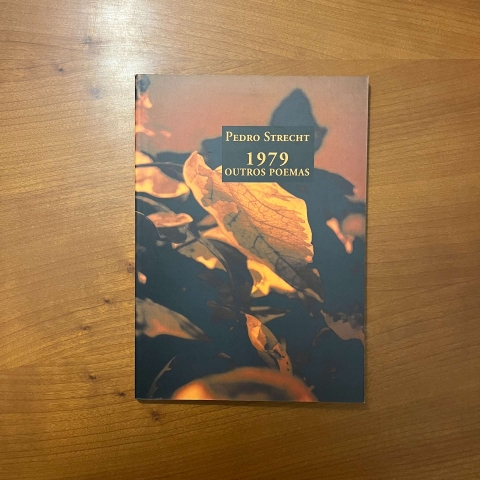 Pedro Strecht
1979
outros poemas